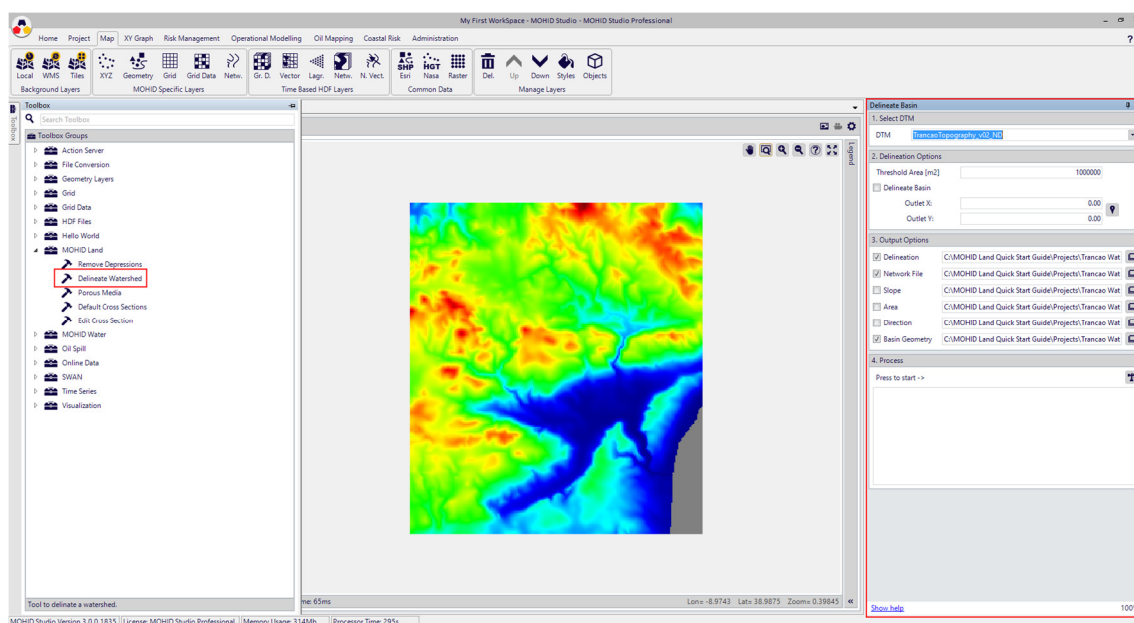 My First WorkSpace - MOHID Studio - MOHID Studio Professional
Home Project Map XY Graph Risk Management Operational Modelling Oil Mapping Coastal Risk Administration
?
SHP HGT
Local WMS Tiles XYZ Geometry Grid Grid Data Netw. Gr. D. Vector Lagr. Netw. N. Vect. Esri Nasa Raster Del. Up Down Styles Objects
Background Layers MOHID Specific Layers Time Based HDF Layers Common Data Manage Layers
Toolbox
Toolbox
Search Toolbox
Toolbox Groups
Action Server
File Conversion
Geometry Layers
Grid
Grid Data
HDF Files
Hello World
MOHID Land
Remove Depressions
Delineate Watershed
Porous Media
Default Cross Sections
Edit Cross Section
MOHID Water
Oil Spill
Online Data
SWAN
Time Series
Visualization
Tool to delinate a watershed.
Legend
me: 65ms
Lon= -8.9743 Lat= 38.9875 Zoom= 0.39845
Delineate Basin
1. Select DTM
DTM TrancaoTopography_v02_ND
2. Delineation Options
Threshold Area [m2] 1000000
Delineate Basin
Outlet X: 0.00
Outlet Y: 0.00
3. Output Options
Delineation C:\MOHID Land Quick Start Guide\Projects\Trancao Wat
Network File C:\MOHID Land Quick Start Guide\Projects\Trancao Wat
Slope C:\MOHID Land Quick Start Guide\Projects\Trancao Wat
Area C:\MOHID Land Quick Start Guide\Projects\Trancao Wat
Direction C:\MOHID Land Quick Start Guide\Projects\Trancao Wat
Basin Geometry C:\MOHID Land Quick Start Guide\Projects\Trancao Wat
4. Process
Press to start ->
Show help 100%
MOHID Studio Version 3.0.0.1835 License: MOHID Studio Professional Memory Usage: 314Mb Processor Time: 295s